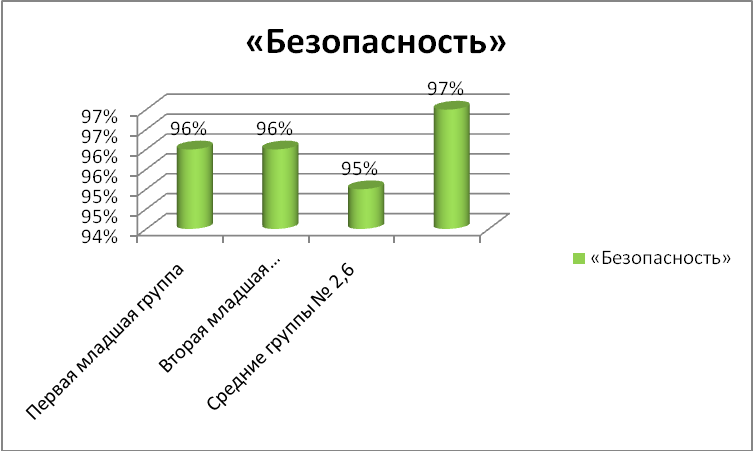 «Безопасность»
97%
97%
96%
96%
95%
95%
94%
96%
96%
95%
97%
Первая младшая группа
Вторая младшая...
Средние группы № 2,6
«Безопасность»